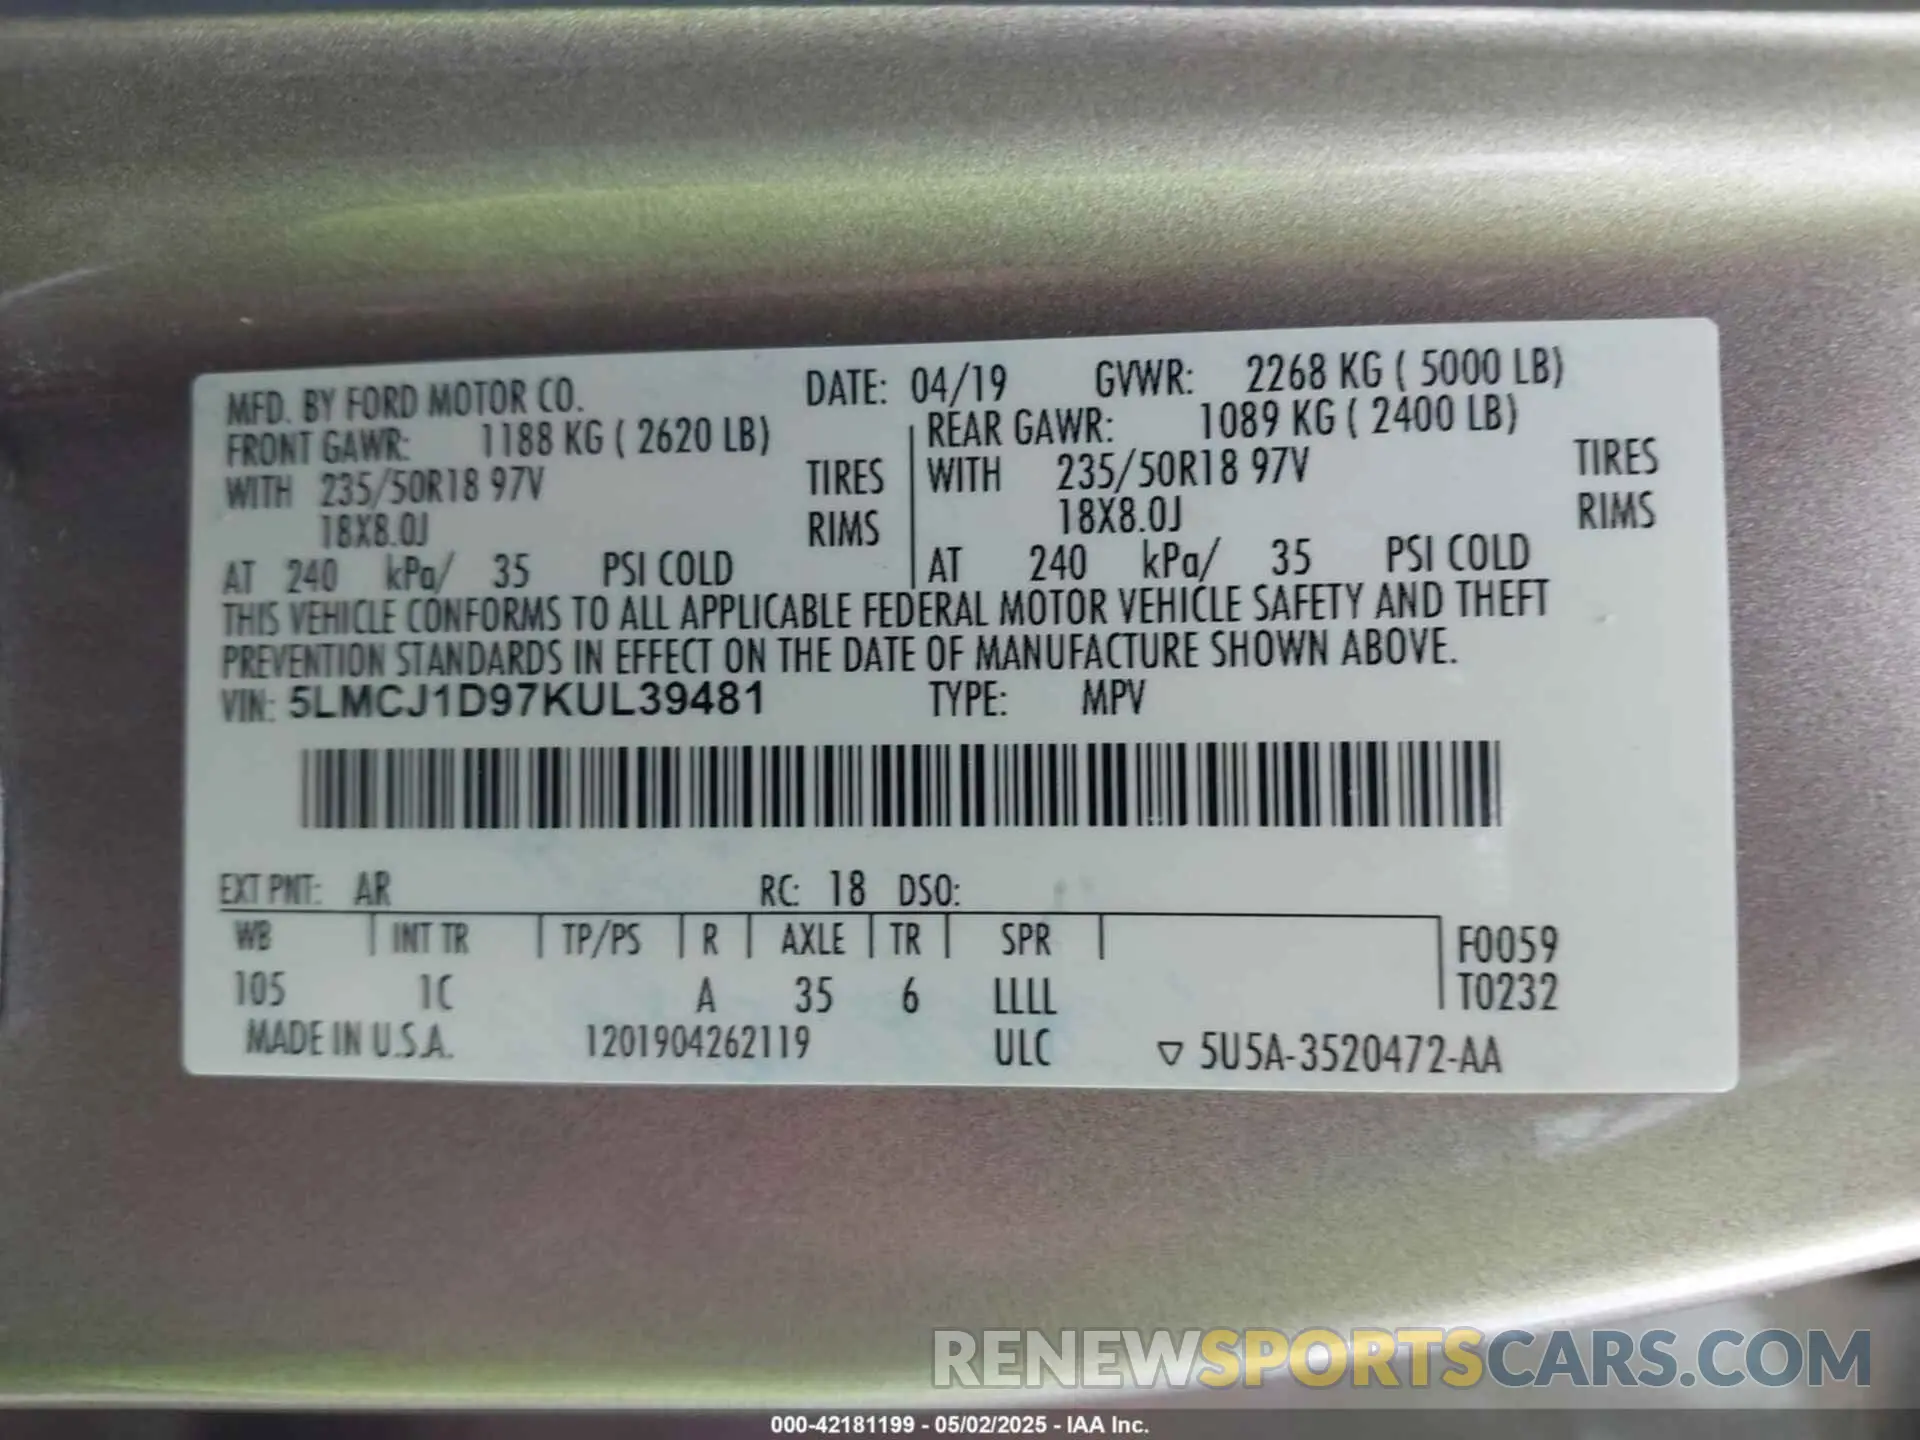 MFD. BY FORD MOTOR CO. DATE: 04/19 GVWR: 2268 KG ( 5000 LB)
FRONT GAWR: 1188 KG ( 2620 LB) REAR GAWR: 1089 KG ( 2400 LB)
WITH 235/50R18 97V TIRES WITH 235/50R18 97V TIRES
18X8.0J RIMS 18X8.0J RIMS
AT 240 kPa/ 35 PSI COLD AT 240 kPa/ 35 PSI COLD
THIS VEHICLE CONFORMS TO ALL APPLICABLE FEDERAL MOTOR VEHICLE SAFETY AND THEFT
PREVENTION STANDARDS IN EFFECT ON THE DATE OF MANUFACTURE SHOWN ABOVE.
VIN: 5LMCJ1D97KUL39481 TYPE: MPV
EXT PNT: AR RC: 18 DSO:
WB INT TR TP/PS R AXLE TR SPR F0059
105 1C A 35 6 LLLL T0232
MADE IN U.S.A. 1201904262119 ULC ▽ 5U5A-3520472-AA
RENEWSPORTSCARS.COM
000-42181199 - 05/02/2025 - IAA Inc.